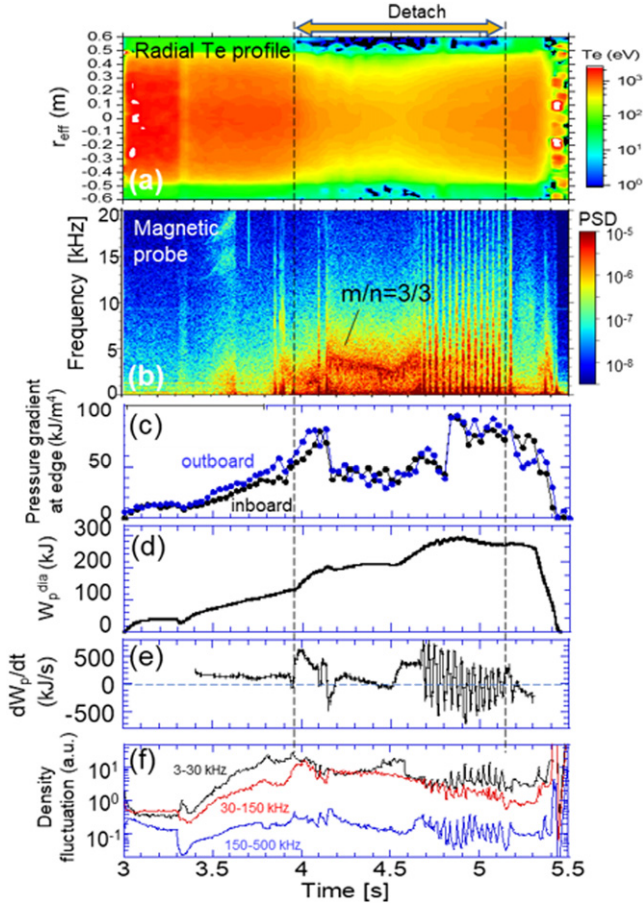 Detach
0.6
0.5
0.4
0.3
0.2
0.1
0
-0.1
-0.2
-0.3
-0.4
-0.5
-0.6
r_eff (m)
Radial Te profile
(a)
Te (eV)
10³
10²
10¹
10⁰
20
15
10
5
0
Frequency [kHz]
Magnetic
probe
m/n=3/3
(b)
PSD
10⁻⁵
10⁻⁶
10⁻⁷
10⁻⁸
100
50
0
Pressure gradient
at edge (kJ/m⁴)
(c)
outboard
inboard
300
200
100
0
W_p^dia (kJ)
(d)
500
0
-500
dW_p/dt
(kJ/s)
(e)
10¹
10⁰
10⁻¹
Density
fluctuation (a.u.)
(f)
3-30 kHz
30-150 kHz
150-500 kHz
3
3.5
4
4.5
5
5.5
Time [s]